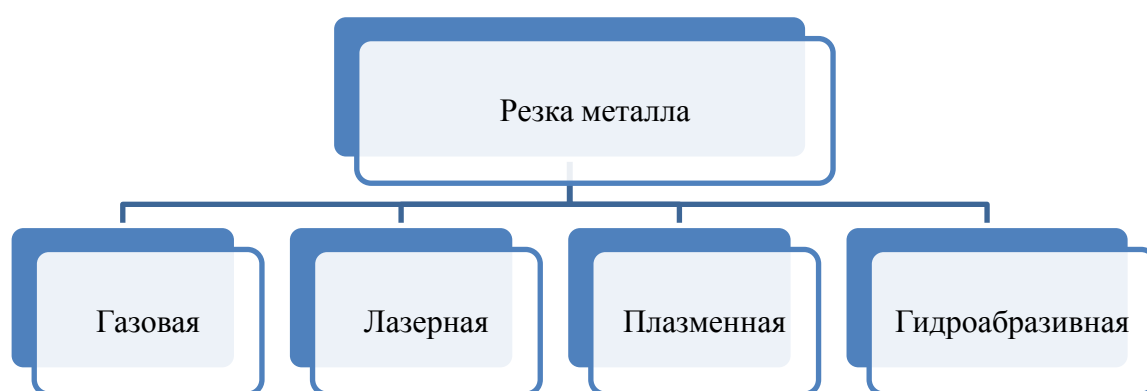 Резка металла
Газовая
Лазерная
Плазменная
Гидроабразивная